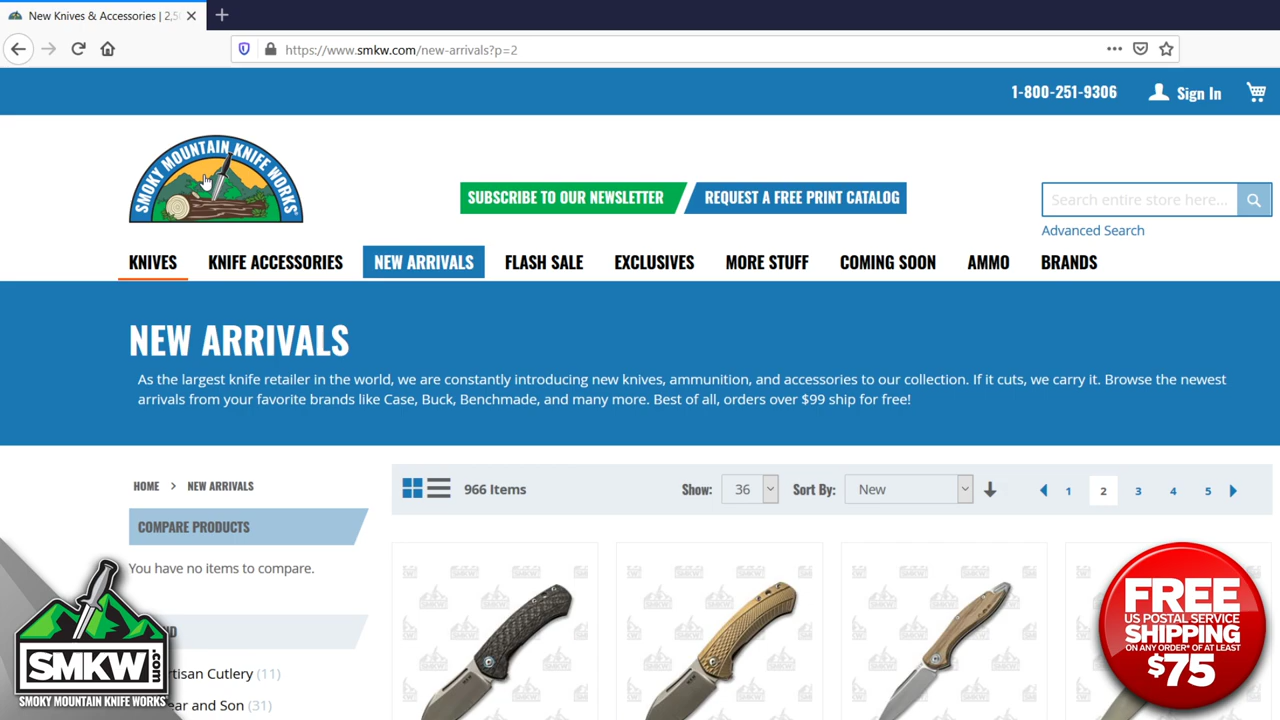 New Knives & Accessories | 2,50
https://www.smkw.com/new-arrivals?p=2
1-800-251-9306
Sign In
SMOKY MOUNTAIN KNIFE WORKS
SUBSCRIBE TO OUR NEWSLETTER
REQUEST A FREE PRINT CATALOG
Search entire store here...
Advanced Search
KNIVES
KNIFE ACCESSORIES
NEW ARRIVALS
FLASH SALE
EXCLUSIVES
MORE STUFF
COMING SOON
AMMO
BRANDS
NEW ARRIVALS
As the largest knife retailer in the world, we are constantly introducing new knives, ammunition, and accessories to our collection. If it cuts, we carry it. Browse the newest
arrivals from your favorite brands like Case, Buck, Benchmade, and many more. Best of all, orders over $99 ship for free!
HOME > NEW ARRIVALS
966 Items
Show: 36
Sort By: New
1 2 3 4 5
COMPARE PRODUCTS
You have no items to compare.
ND
rtisan Cutlery (11)
ear and Son (31)
SMKW.com
SMOKY MOUNTAIN KNIFE WORKS
FREE
US POSTAL SERVICE
SHIPPING
ON ANY ORDER* OF AT LEAST
$75